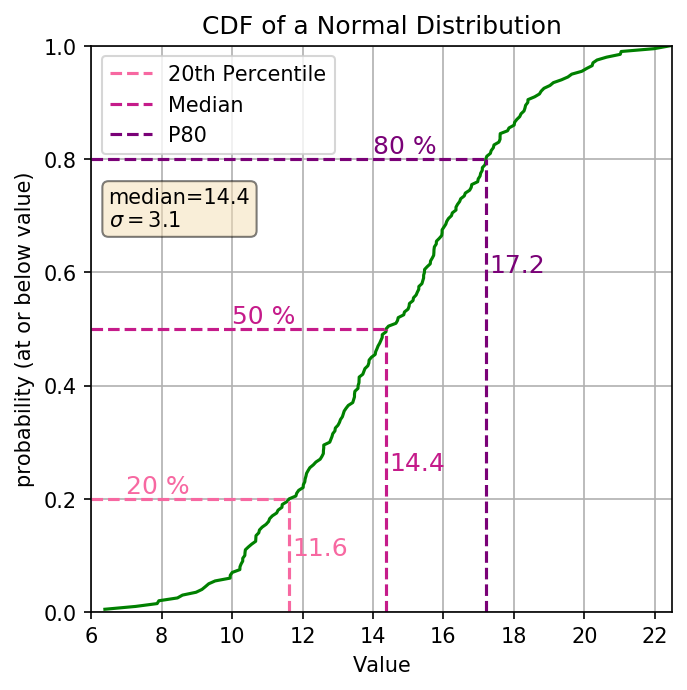 CDF of a Normal Distribution
1.0
20th Percentile
Median
P80
80 %
0.8
median=14.4
σ = 3.1
17.2
0.6
50 %
0.4
14.4
20 %
0.2
11.6
0.0
6 8 10 12 14 16 18 20 22
Value
probability (at or below value)